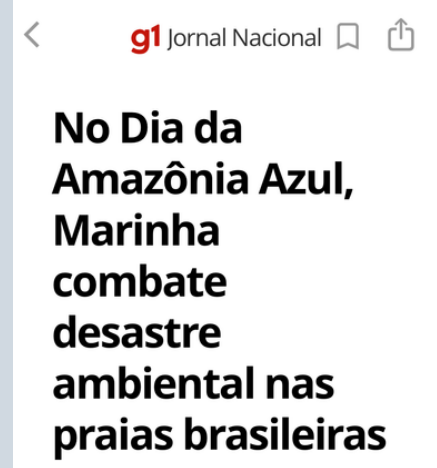 g1 Jornal Nacional
No Dia da
Amazônia Azul,
Marinha
combate
desastre
ambiental nas
praias brasileiras